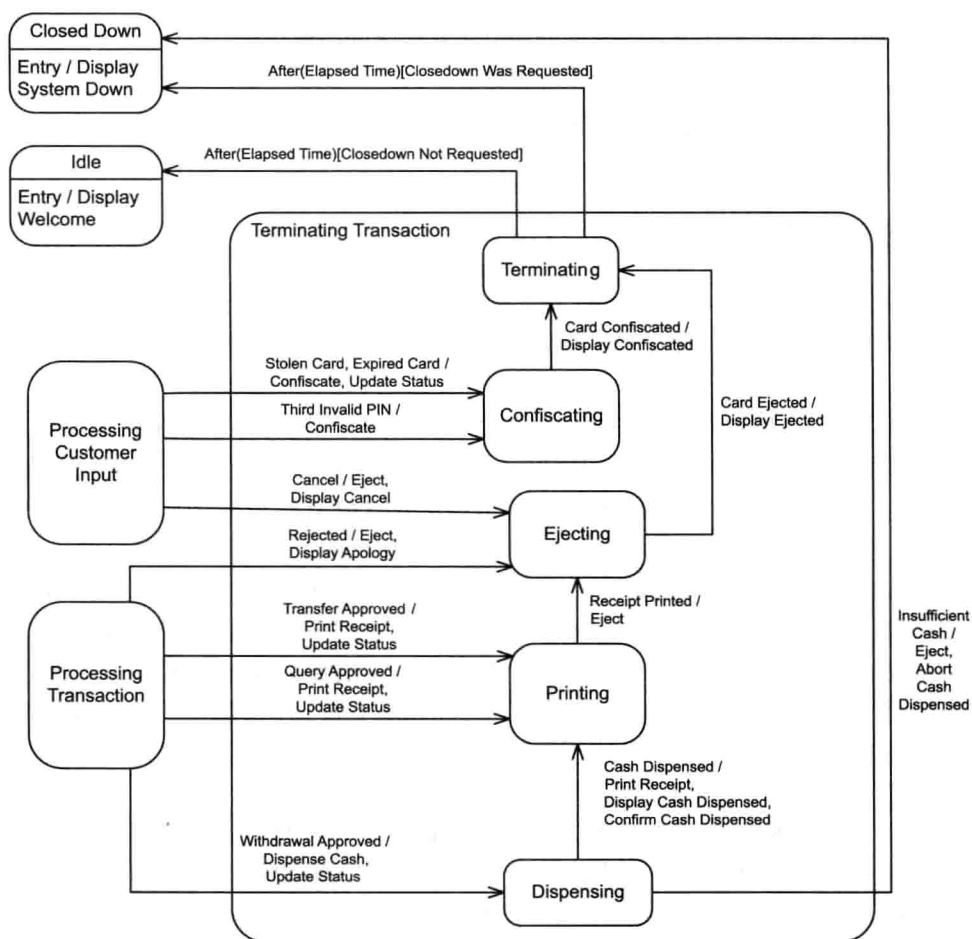 Closed Down
Entry / Display
System Down
After(Elapsed Time)[Closedown Was Requested]
Idle
Entry / Display
Welcome
After(Elapsed Time)[Closedown Not Requested]
Terminating Transaction
Terminating
Card Confiscated /
Display Confiscated
Stolen Card, Expired Card /
Confiscate, Update Status
Third Invalid PIN /
Confiscate
Confiscating
Card Ejected /
Display Ejected
Processing
Customer
Input
Cancel / Eject,
Display Cancel
Rejected / Eject,
Display Apology
Ejecting
Receipt Printed /
Eject
Transfer Approved /
Print Receipt,
Update Status
Query Approved /
Print Receipt,
Update Status
Processing
Transaction
Printing
Insufficient
Cash /
Eject,
Abort
Cash
Dispensed
Cash Dispensed /
Print Receipt,
Display Cash Dispensed,
Confirm Cash Dispensed
Withdrawal Approved /
Dispense Cash,
Update Status
Dispensing